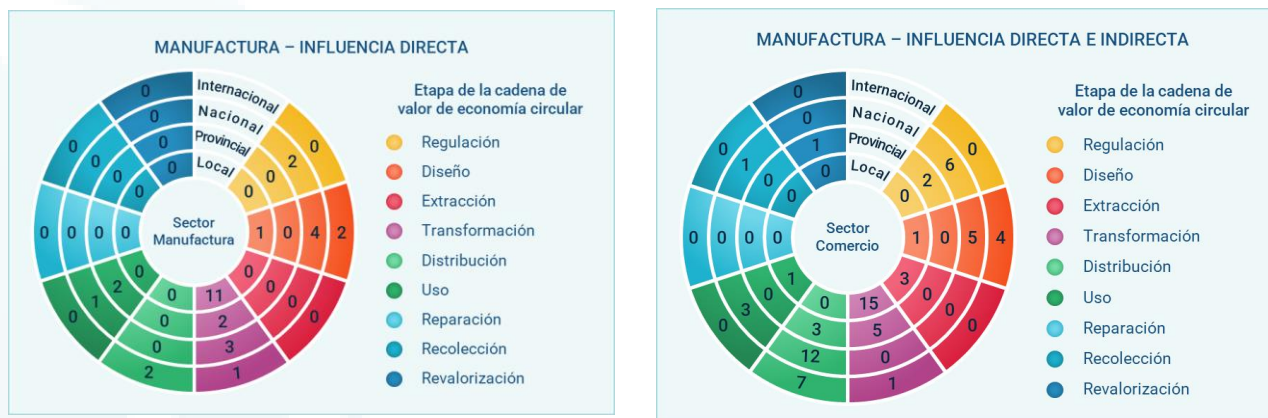 MANUFACTURA – INFLUENCIA DIRECTA
Internacional
Nacional
Provincial
Local
Sector
Manufactura
0
0
0
0
0
2
0
0
1
0
4
2
0
0
0
11
2
3
1
0
0
0
2
0
2
1
0
0
0
0
0
0
0
0
0
0
0
0
0
Etapa de la cadena de
valor de economía circular
Regulación
Diseño
Extracción
Transformación
Distribución
Uso
Reparación
Recolección
Revalorización
MANUFACTURA – INFLUENCIA DIRECTA E INDIRECTA
Internacional
Nacional
Provincial
Local
Sector
Comercio
0
0
1
0
0
6
2
0
1
0
5
4
3
0
0
15
5
0
1
0
3
12
7
1
0
3
0
0
0
0
0
0
1
0
0
Etapa de la cadena de
valor de economía circular
Regulación
Diseño
Extracción
Transformación
Distribución
Uso
Reparación
Recolección
Revalorización